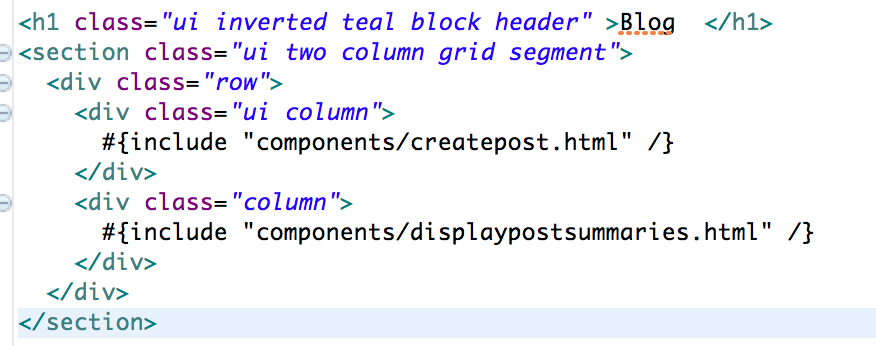 <h1 class="ui inverted teal block header" >Blog  </h1>
<section class="ui two column grid segment">
  <div class="row">
    <div class="ui column">
      #{include "components/createpost.html" /}
    </div>
    <div class="column">
      #{include "components/displaypostsummaries.html" /}
    </div>
  </div>
</section>